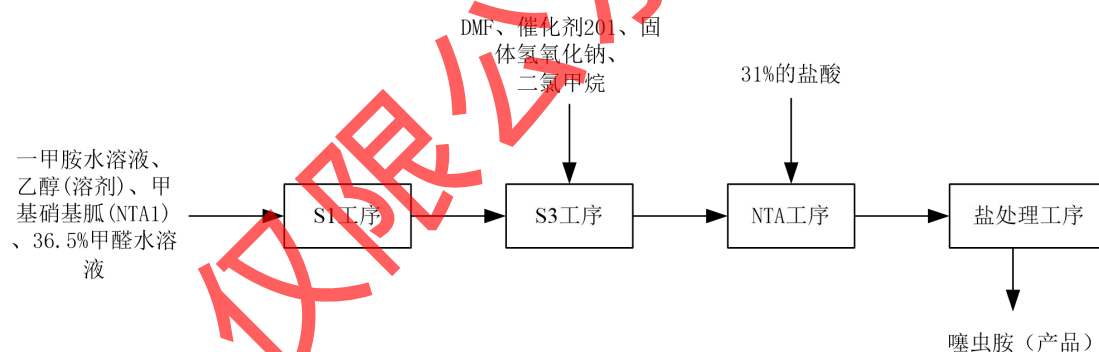 DMF、催化剂201、固
体氢氧化钠、
二氯甲烷
31%的盐酸
一甲胺水溶液、
乙醇(溶剂)、甲
基硝基胍(NTA1)
、36.5%甲醛水溶
液
S1工序
S3工序
NTA工序
盐处理工序
噻虫胺（产品）
仅限公